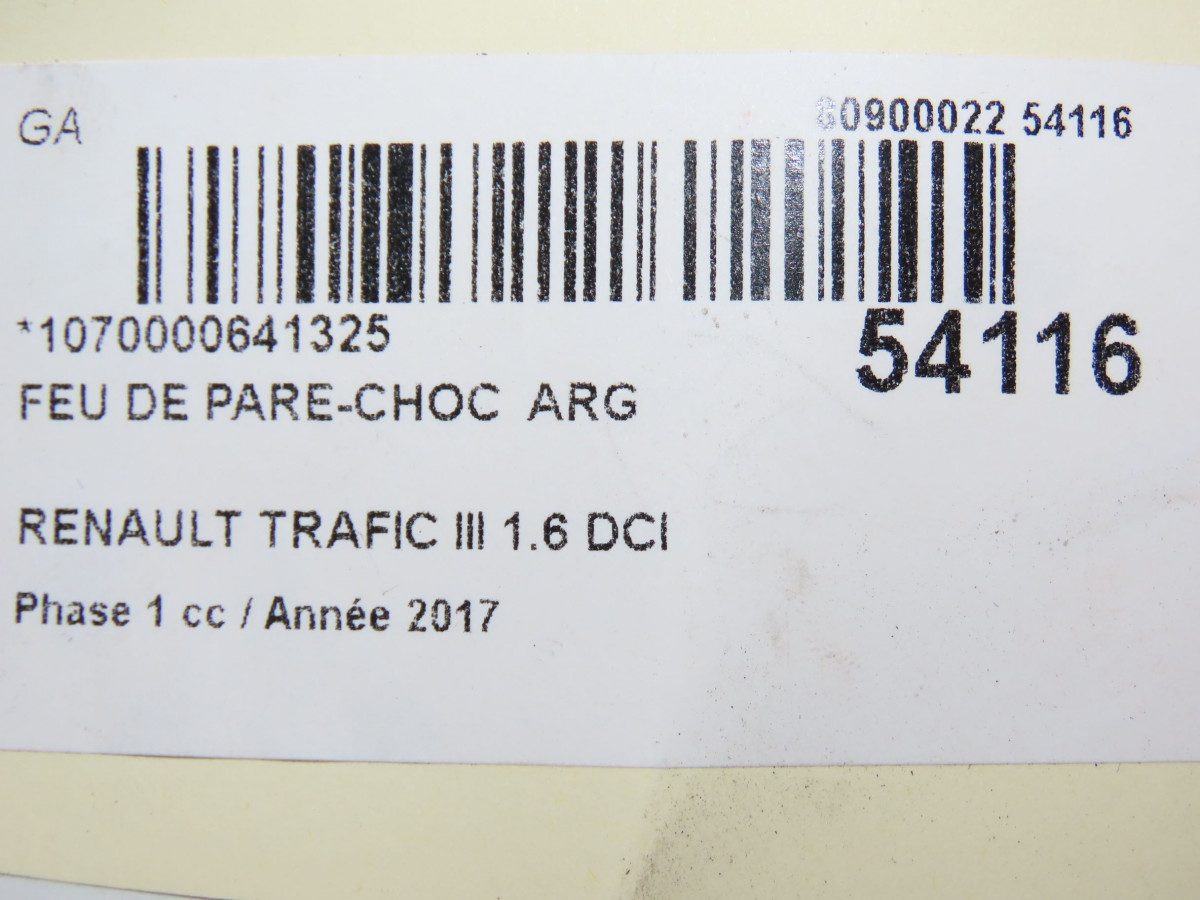 GA
60900022 54116
*1070000641325
54116
FEU DE PARE-CHOC ARG
RENAULT TRAFIC III 1.6 DCI
Phase 1 cc / Année 2017